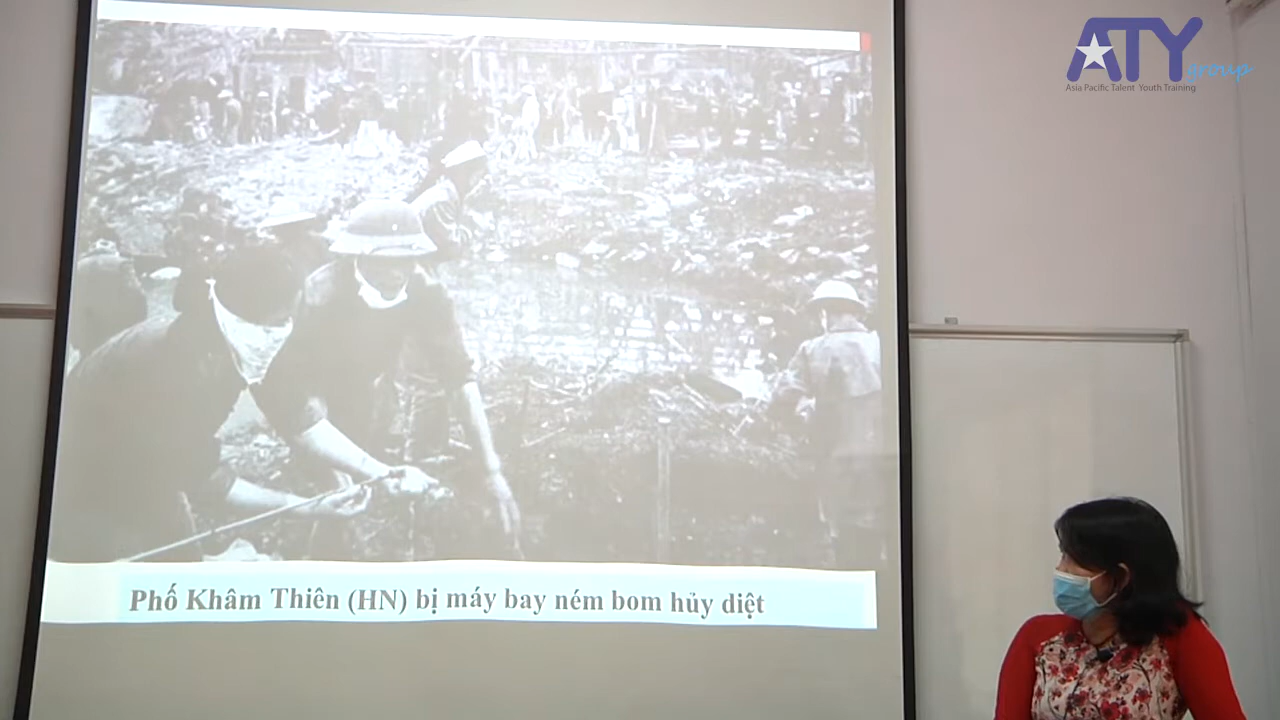 ATY
group
Asia Pacific Talent Youth Training
Phố Khâm Thiên (HN) bị máy bay ném bom hủy diệt